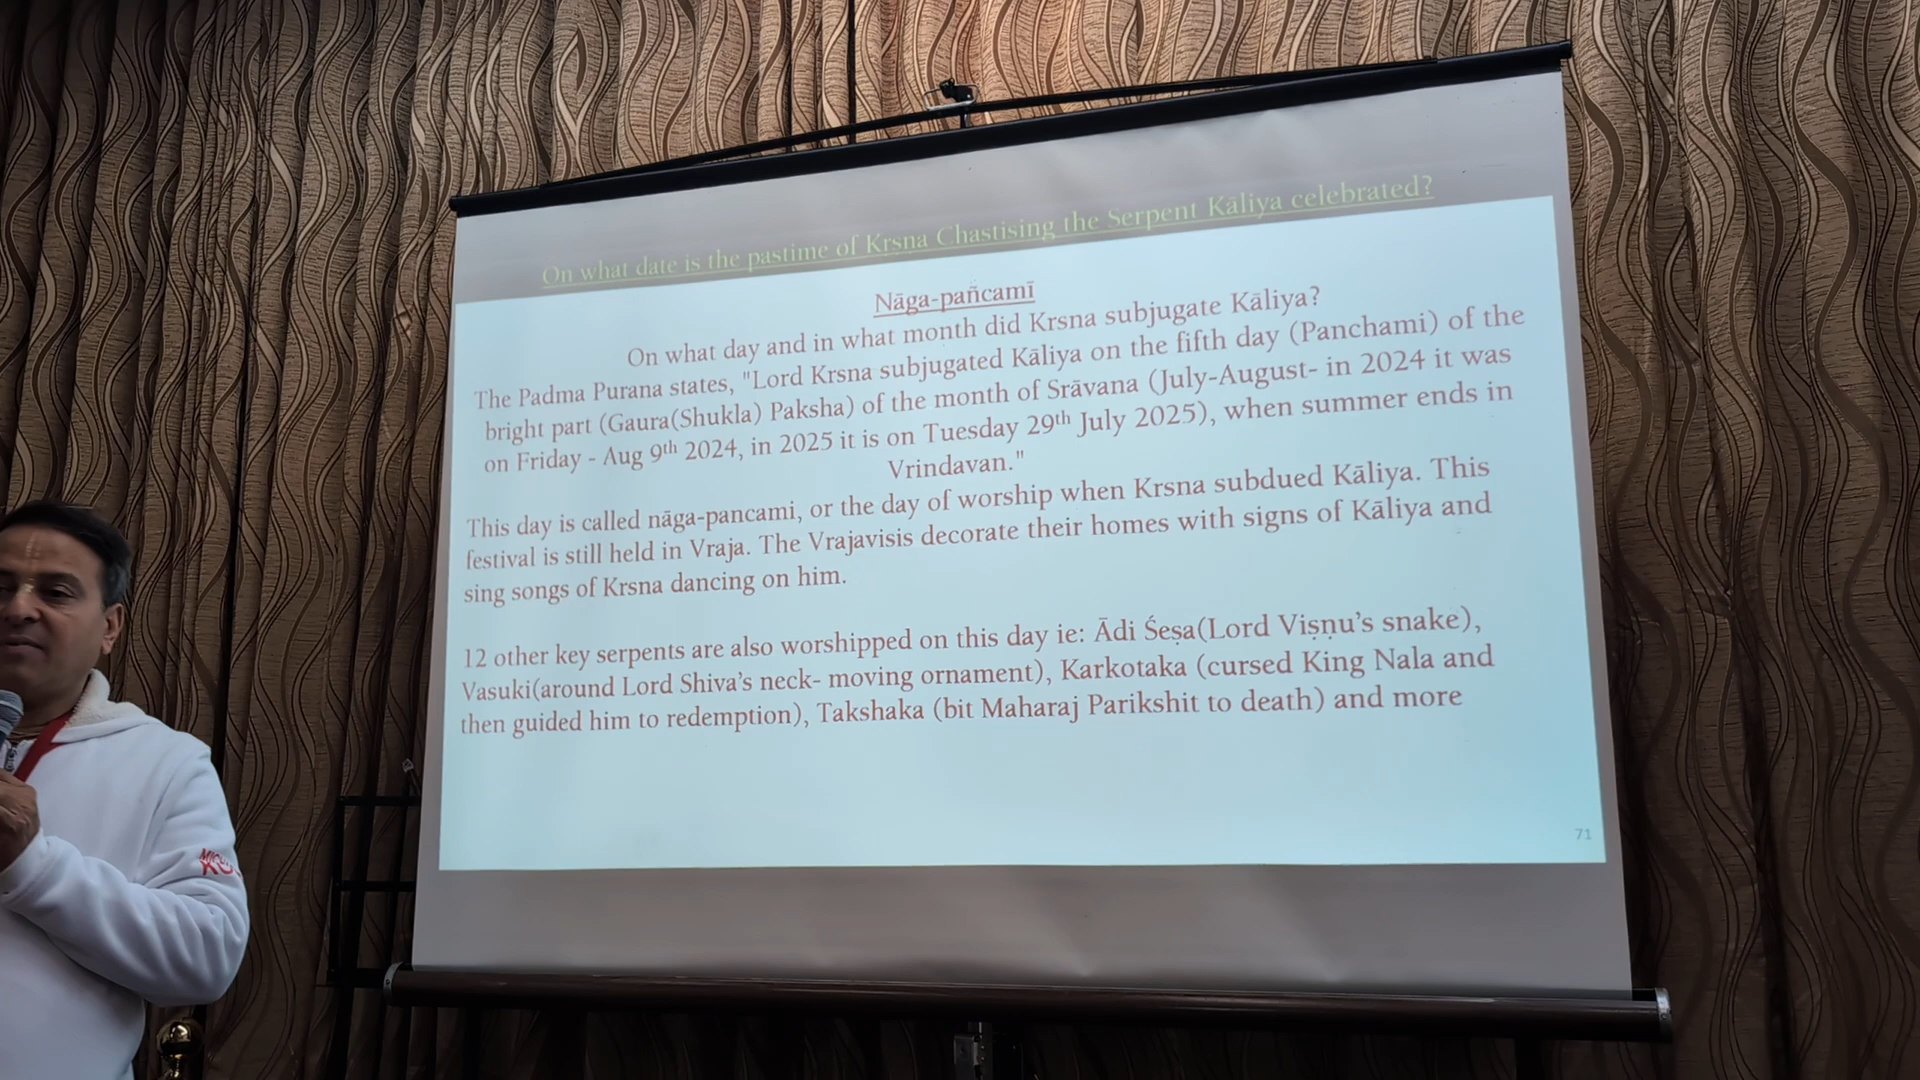 On what date is the pastime of Krsna Chastising the Serpent Kāliya celebrated?
Nāga-pañcamī
On what day and in what month did Krsna subjugate Kāliya?
The Padma Purana states, "Lord Krsna subjugated Kāliya on the fifth day (Panchami) of the
bright part (Gaura(Shukla) Paksha) of the month of Srāvana (July-August- in 2024 it was
on Friday - Aug 9th 2024, in 2025 it is on Tuesday 29th July 2025), when summer ends in
Vrindavan."
This day is called nāga-pancami, or the day of worship when Krsna subdued Kāliya. This
festival is still held in Vraja. The Vrajavisis decorate their homes with signs of Kāliya and
sing songs of Krsna dancing on him.
12 other key serpents are also worshipped on this day ie: Ādi Śeṣa(Lord Viṣṇu’s snake),
Vasuki(around Lord Shiva’s neck- moving ornament), Karkotaka (cursed King Nala and
then guided him to redemption), Takshaka (bit Maharaj Parikshit to death) and more
71